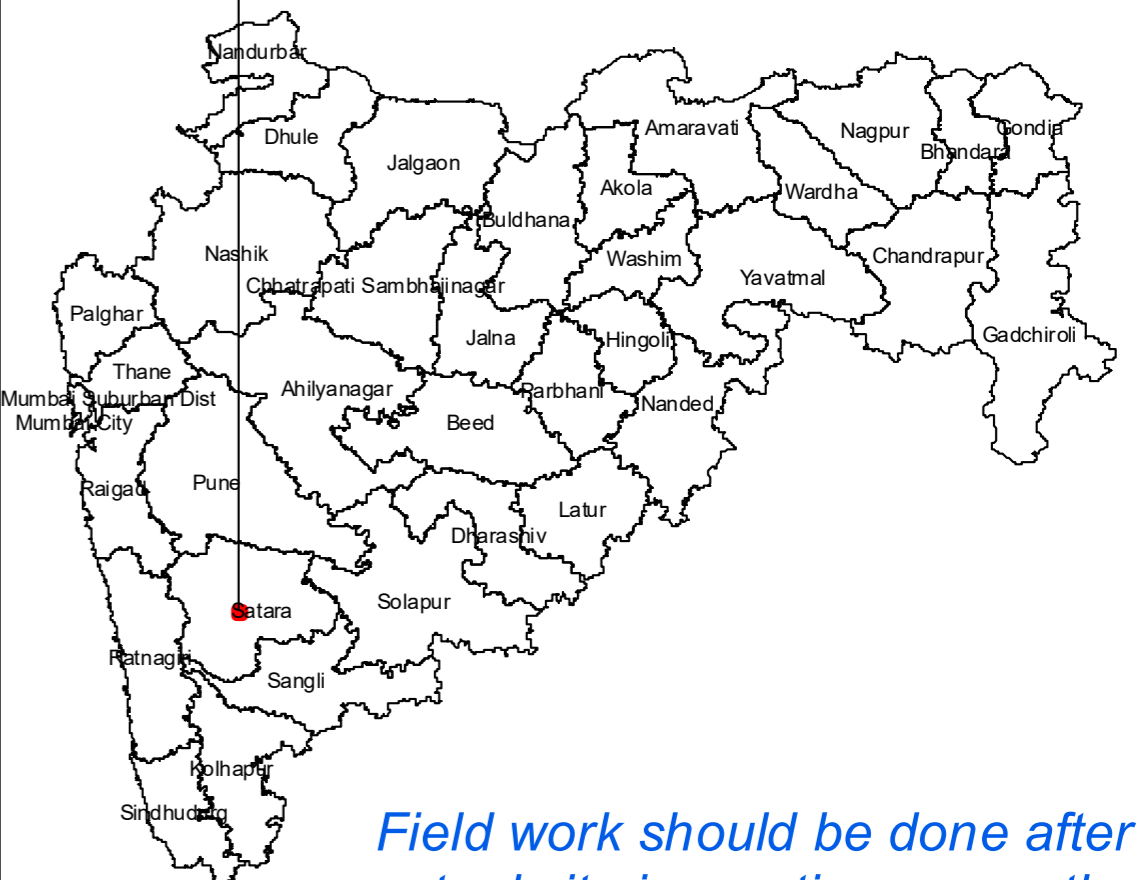 Nandurbar
Dhule
Jalgaon
Amaravati
Nagpur
Gondia
Bhandara
Akola
Wardha
Buldhana
Nashik
Washim
Chandrapur
Chhatrapati Sambhajinagar
Yavatmal
Palghar
Jalna
Hingoli
Gadchiroli
Thane
Ahilyanagar
Parbhani
Mumbai Suburban Dist
Nanded
Mumbai City
Beed
Raigad
Pune
Latur
Dharashiv
Satara
Solapur
Ratnagiri
Sangli
Kolhapur
Sindhudurg
Field work should be done after